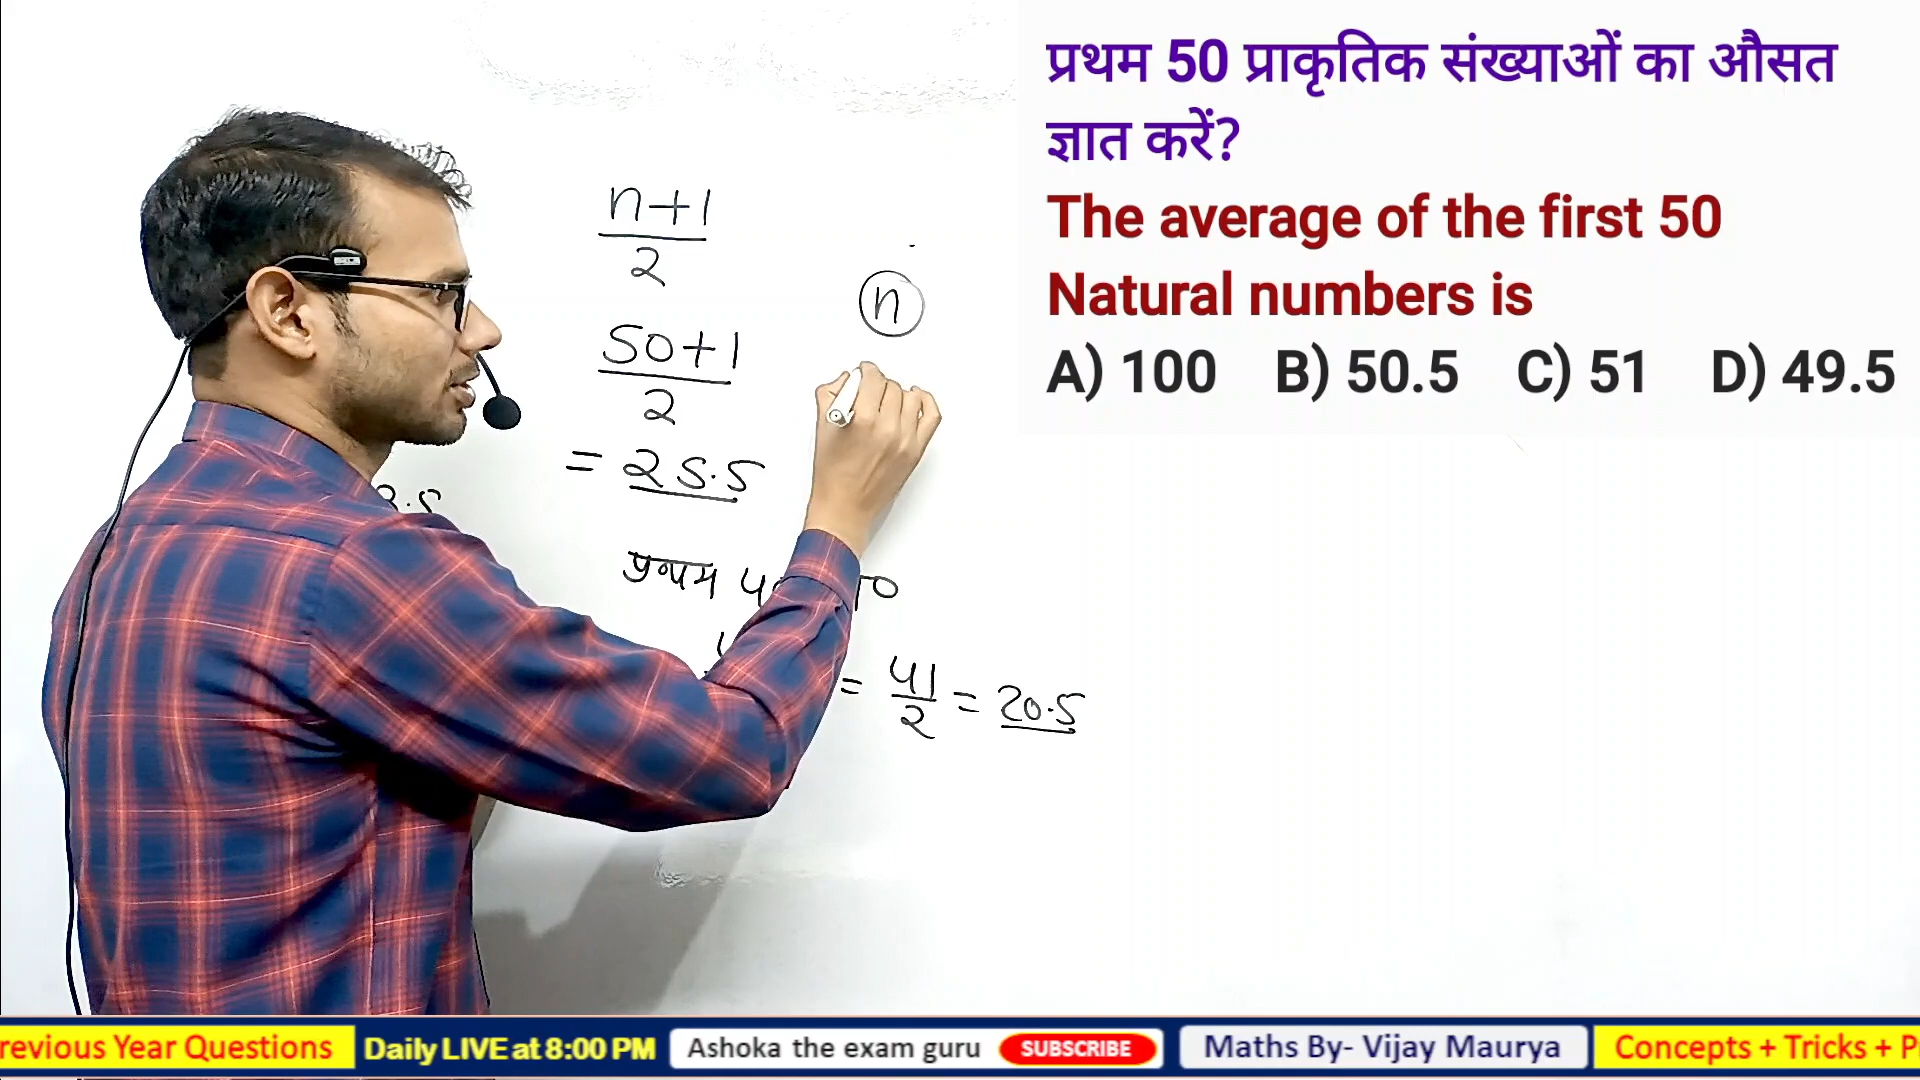 प्रथम 50 प्राकृतिक संख्याओं का औसत
ज्ञात करें?
The average of the first 50
Natural numbers is
A) 100 B) 50.5 C) 51 D) 49.5
n+1
2
n
50+1
2
= 25.5
प्रथम
= 41/2 = 20.5
revious Year Questions
Daily LIVE at 8:00 PM
Ashoka the exam guru
SUBSCRIBE
Maths By- Vijay Maurya
Concepts + Tricks + P